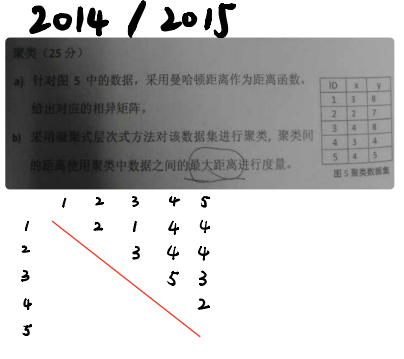 2014 / 2015
聚类（25 分）
a) 针对图 5 中的数据，采用曼哈顿距离作为距离函数，
给出对应的相异矩阵。
b) 采用凝聚式层次式方法对该数据集进行聚类，聚类间
的距离使用聚类中数据之间的最大距离进行度量。
ID x y
1 3 8
2 2 7
3 4 8
4 3 4
5 4 5
图 5 聚类数据集
1 2 3 4 5
1 2 1 4 4
2 3 4 4
3 5 3
4 2
5